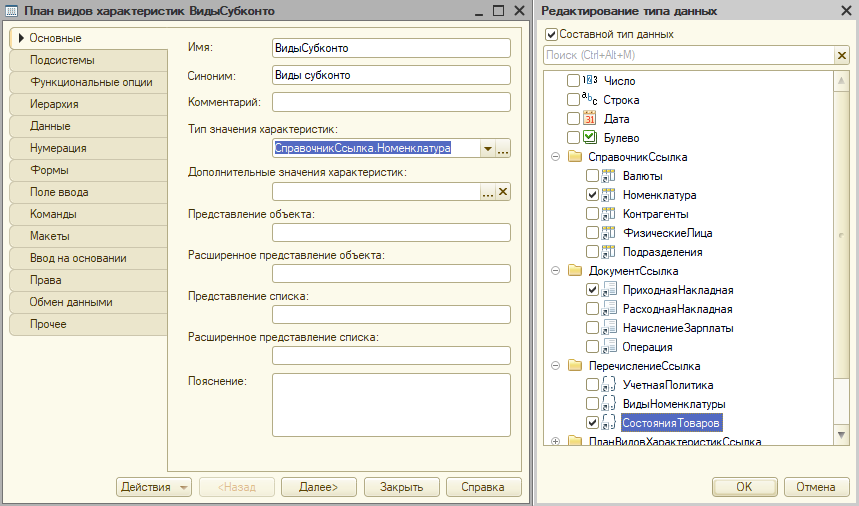 План видов характеристик ВидыСубконто
Основные
Подсистемы
Функциональные опции
Иерархия
Данные
Нумерация
Формы
Поле ввода
Команды
Макеты
Ввод на основании
Права
Обмен данными
Прочее
Имя:
ВидыСубконто
Синоним:
Виды субконто
Комментарий:
Тип значения характеристик:
СправочникСсылка.Номенклатура
...
Дополнительные значения характеристик:
...
Представление объекта:
Расширенное представление объекта:
Представление списка:
Расширенное представление списка:
Пояснение:
Действия
<Назад
Далее>
Закрыть
Справка
Редактирование типа данных
Составной тип данных
Поиск (Ctrl+Alt+M)
Число
Строка
Дата
Булево
СправочникСсылка
Валюты
Номенклатура
Контрагенты
ФизическиеЛица
Подразделения
ДокументСсылка
ПриходнаяНакладная
РасходнаяНакладная
НачислениеЗарплаты
Операция
ПеречислениеСсылка
УчетнаяПолитика
ВидыНоменклатуры
СостоянияТоваров
ПланВидовХарактеристикСсылка
OK
Отмена